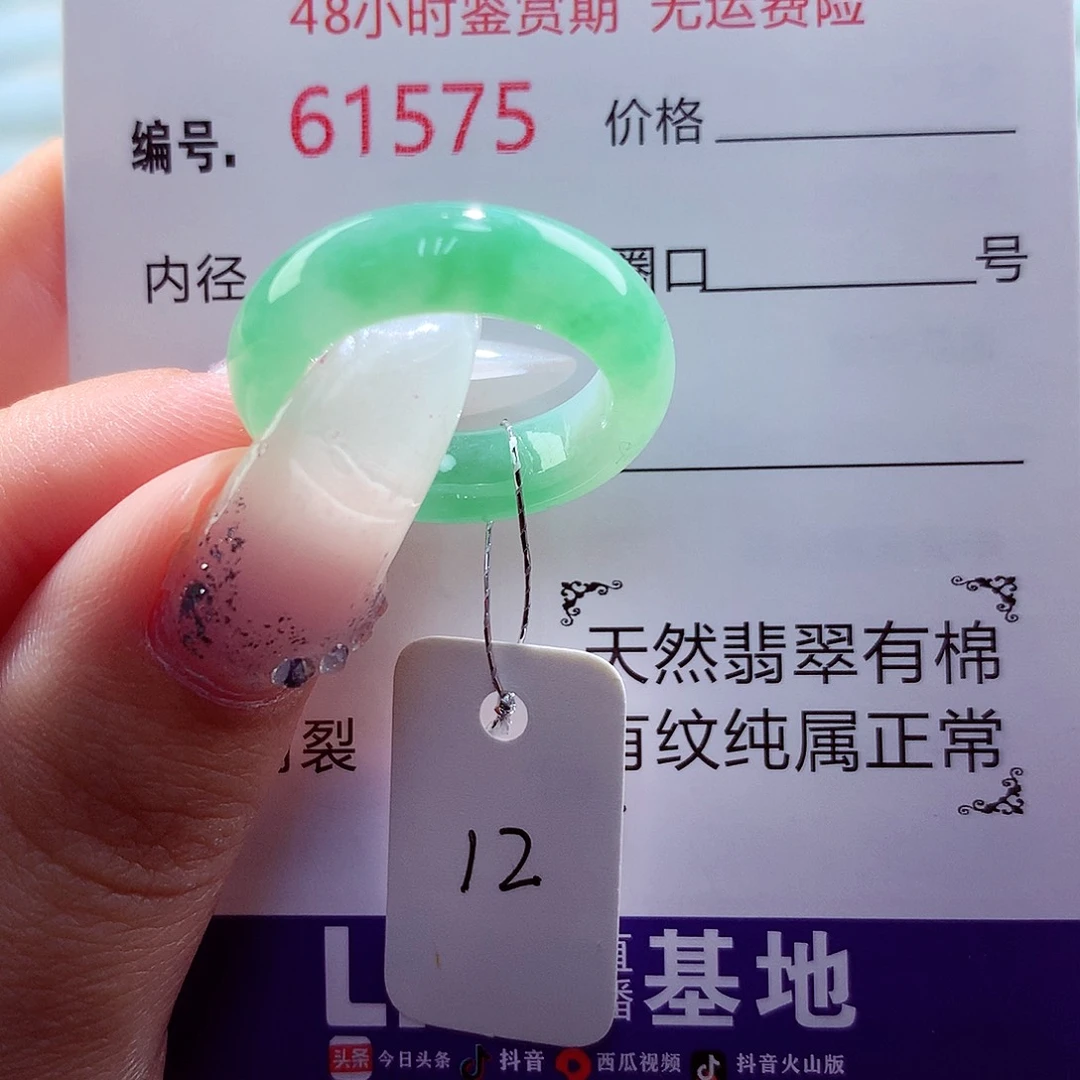 48小时鉴赏期 无运费险
编号. 61575 价格
内径 圈口 号
天然翡翠有棉
裂 有纹纯属正常
12
基地
头条 今日头条 抖音 西瓜视频 抖音火山版